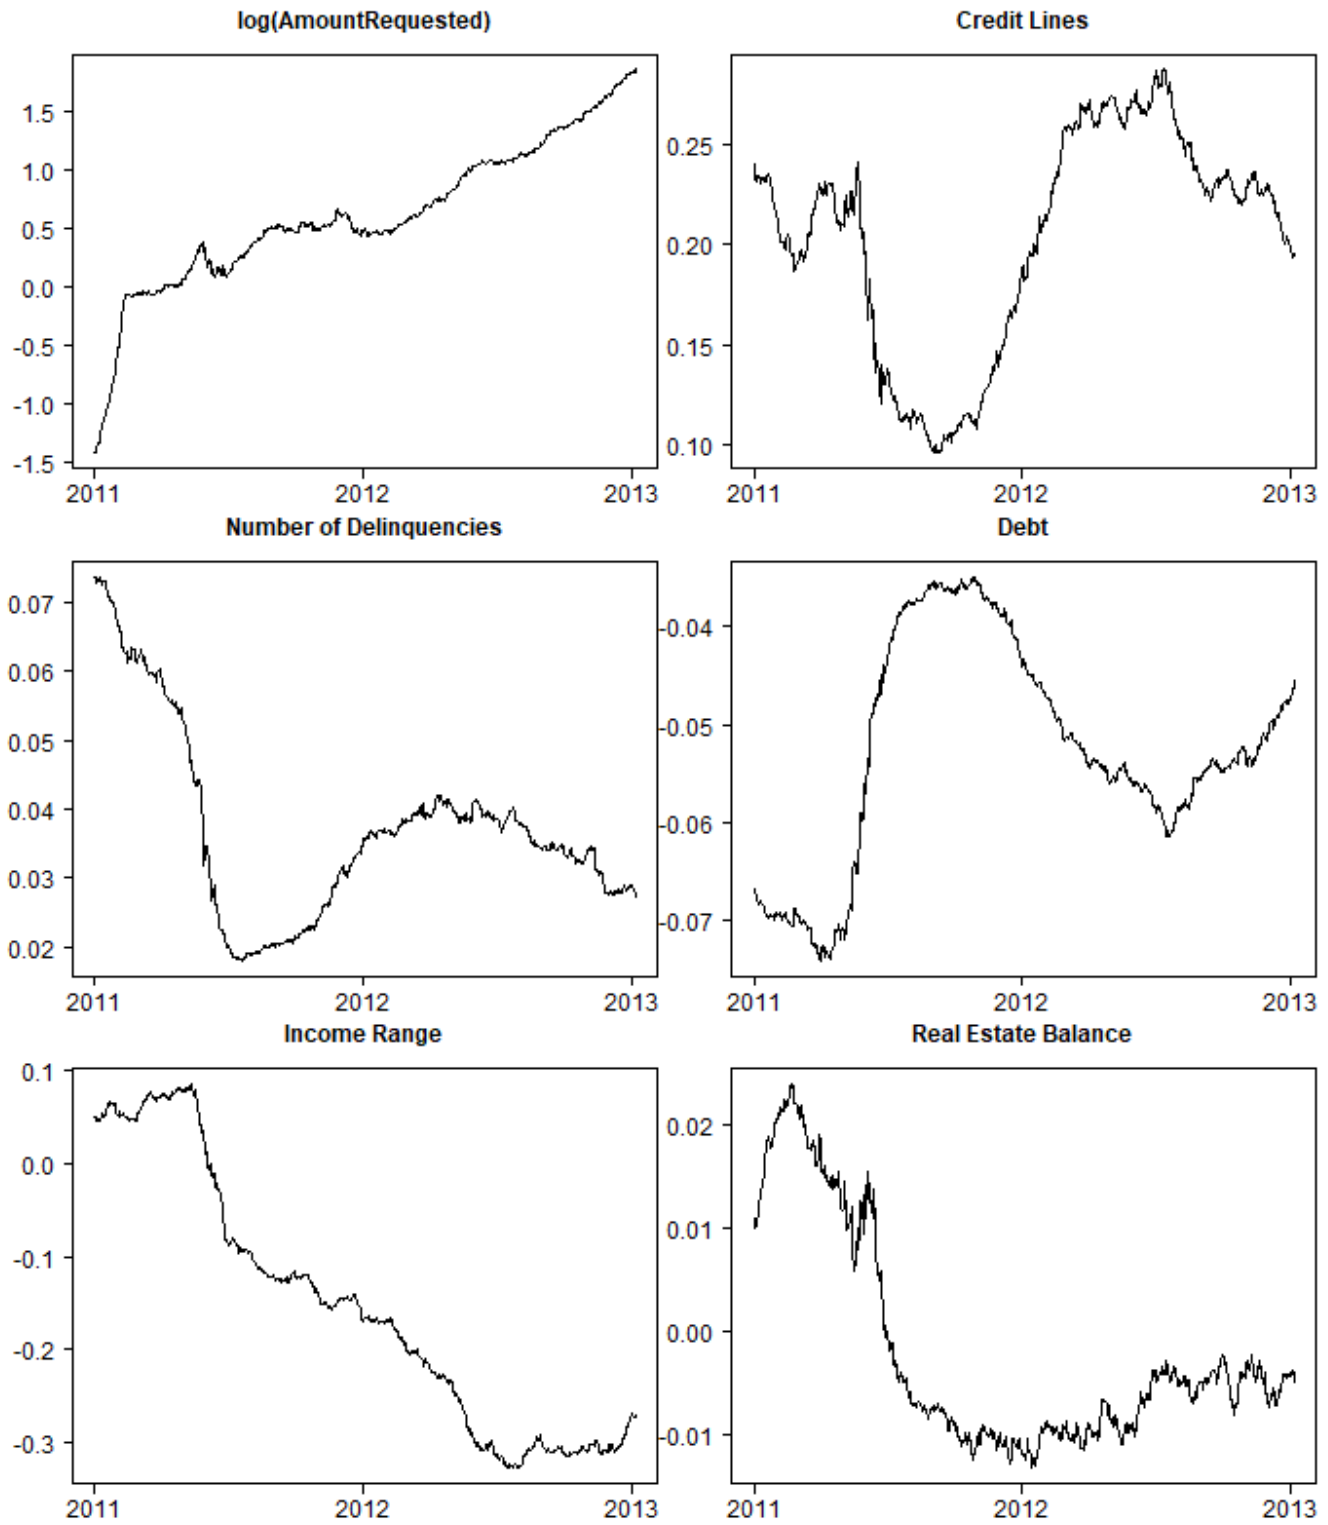 log(AmountRequested)
Credit Lines
1.5
1.0
0.5
0.0
-0.5
-1.0
-1.5
2011 2012 2013
0.25
0.20
0.15
0.10
2011 2012 2013
Number of Delinquencies
Debt
0.07
0.06
0.05
0.04
0.03
0.02
2011 2012 2013
-0.04
-0.05
-0.06
-0.07
2011 2012 2013
Income Range
Real Estate Balance
0.1
0.0
-0.1
-0.2
-0.3
2011 2012 2013
0.02
0.01
0.00
-0.01
2011 2012 2013